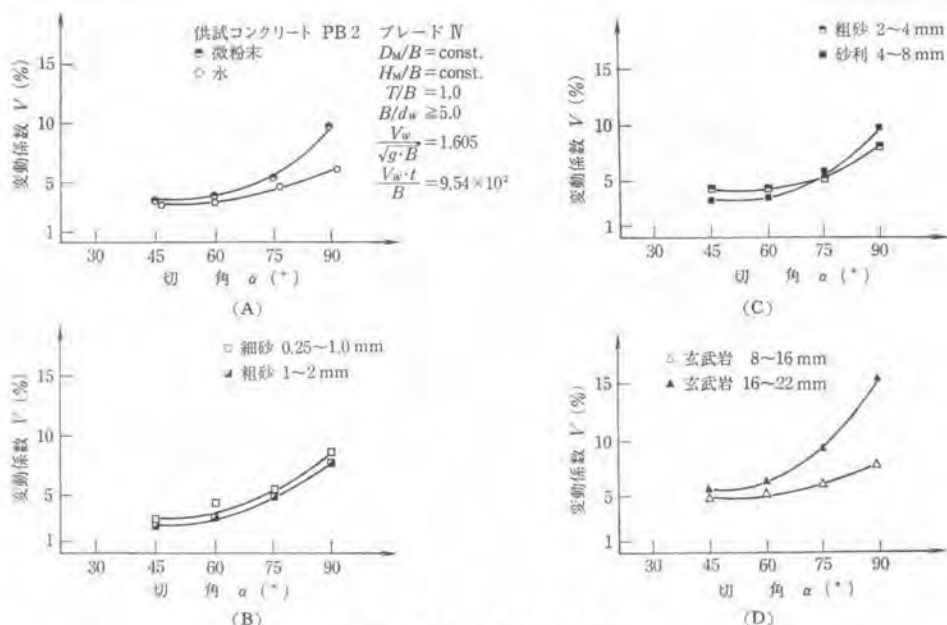 供試コンクリート PB 2 ブレード Ⅳ
微粉末
水
D_M/B=const.
H_M/B=const.
T/B=1.0
B/d_w≧5.0
V_w/√g·B=1.605
V_w·t/B=9.54×10²
変動係数 V (%)
15
10
5
1
30 45 60 75 90
切 角 α (°)
(A)
粗砂 2~4 mm
砂利 4~8 mm
変動係数 V (%)
15
10
5
1
30 45 60 75 90
切 角 α (°)
(C)
細砂 0.25~1.0 mm
粗砂 1~2 mm
変動係数 V (%)
15
10
5
1
30 45 60 75 90
切 角 α (°)
(B)
玄武岩 8~16 mm
玄武岩 16~22 mm
変動係数 V (%)
15
10
5
1
30 45 60 75 90
切 角 α (°)
(D)